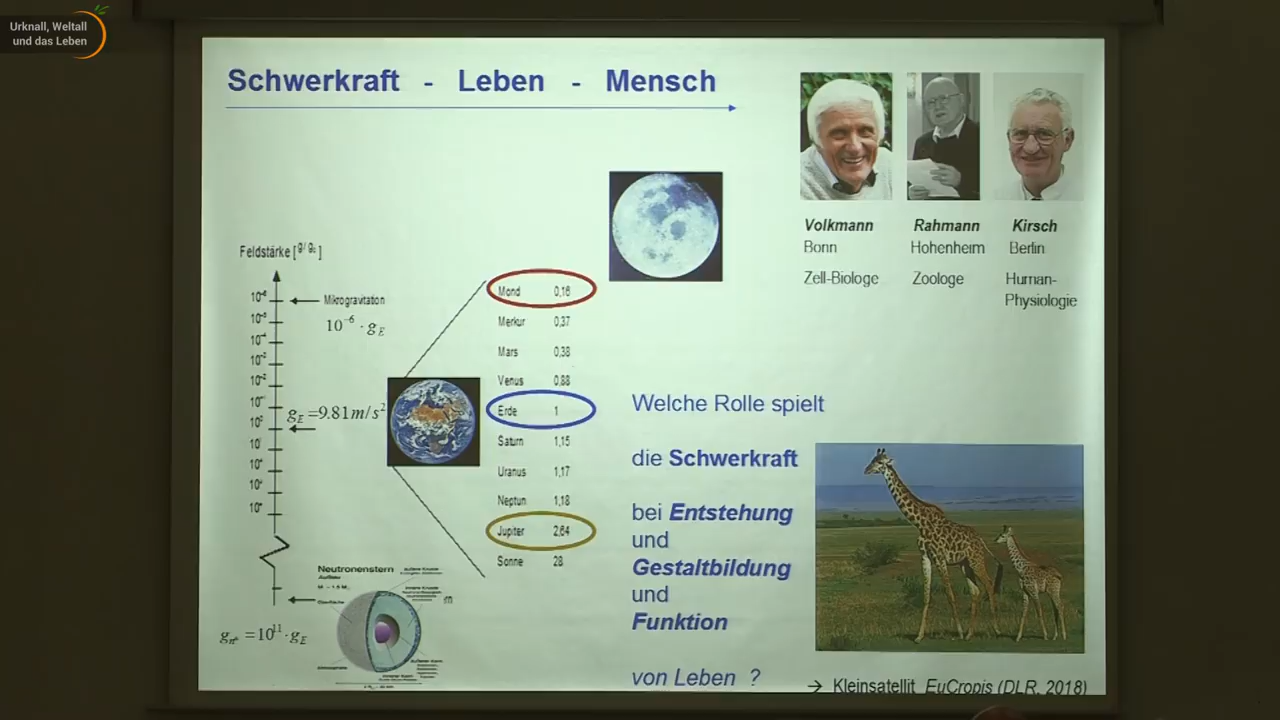 Urknall, Weltall
und das Leben
Schwerkraft - Leben - Mensch
Volkmann
Bonn
Zell-Biologe
Rahmann
Hohenheim
Zoologe
Kirsch
Berlin
Human-
Physiologie
Feldstärke [g/gE]
Mikrogravitation
10⁻⁶ · gE
gE = 9.81 m/s²
Mond 0,16
Merkur 0,37
Mars 0,38
Venus 0,88
Erde 1
Saturn 1,15
Uranus 1,17
Neptun 1,18
Jupiter 2,64
Sonne 28
Welche Rolle spielt
die Schwerkraft
bei Entstehung
und
Gestaltbildung
und
Funktion
von Leben ?
Neutronenstern
Aufbau
= 10¹¹ · gE
→ Kleinsatellit EuCropis (DLR, 2018)